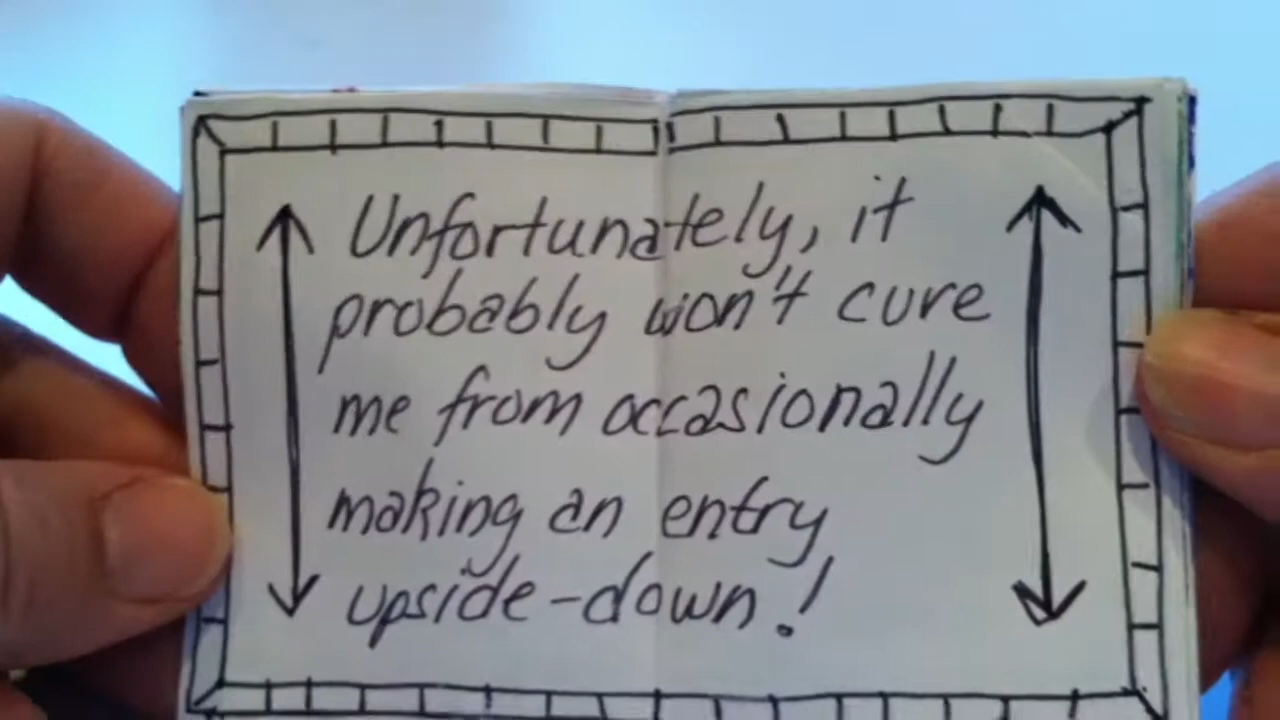 Unfortunately, it
probably won't cure
me from occasionally
making an entry
upside-down!